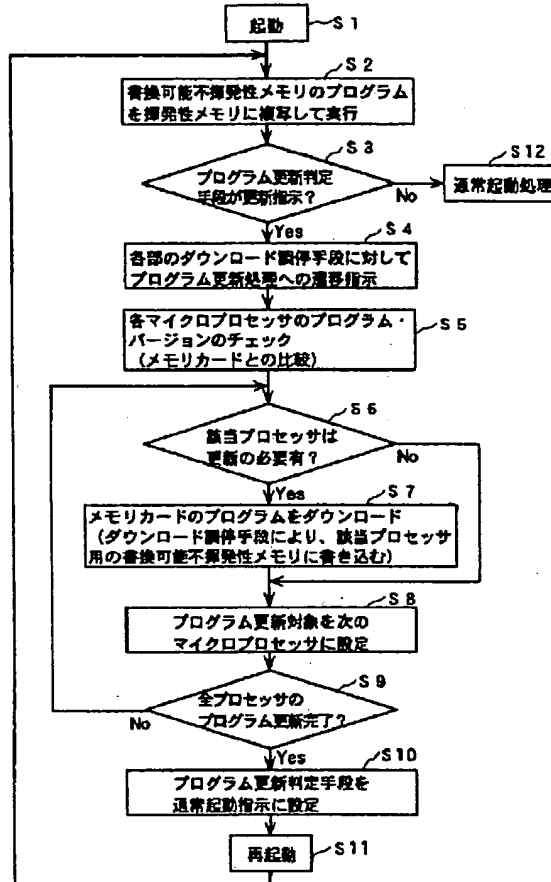 起動
S1
S2
書換可能不揮発性メモリのプログラム
を揮発性メモリに複写して実行
S3
プログラム更新判定
手段が更新指示？
No
S12
通常起動処理
Yes
S4
各部のダウンロード調停手段に対して
プログラム更新処理への遷移指示
S5
各マイクロプロセッサのプログラム・
バージョンのチェック
（メモリカードとの比較）
S6
該当プロセッサは
更新の必要有？
No
Yes
S7
メモリカードのプログラムをダウンロード
（ダウンロード調停手段により、該当プロセッサ
用の書換可能不揮発性メモリに書き込む）
S8
プログラム更新対象を次の
マイクロプロセッサに設定
S9
全プロセッサの
プログラム更新完了？
No
Yes
S10
プログラム更新判定手段を
通常起動指示に設定
再起動
S11